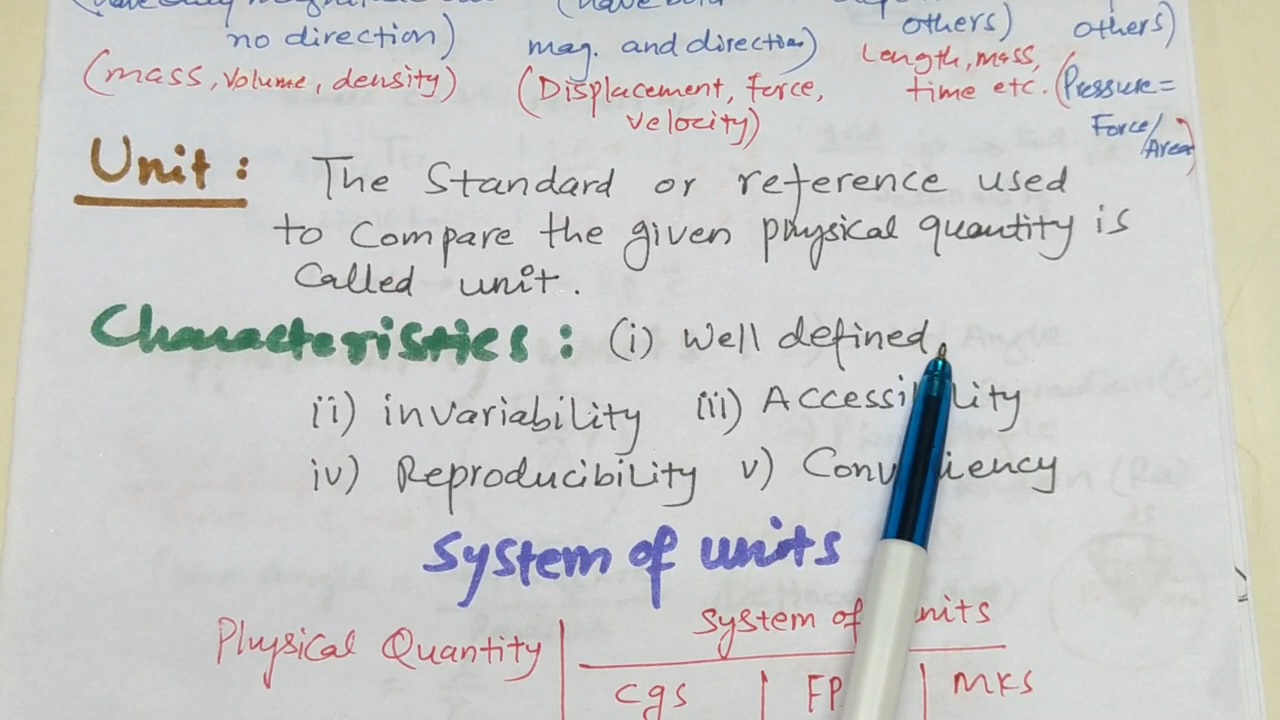 no direction) mag. and direction) others) others)
(mass, volume, density) (Displacement, Force, Length, mass, (Pressure =
velocity) time etc. Force/
Area)
Unit: The Standard or reference used
to compare the given physical quantity is
called unit.
Characteristics: (i) Well defined,
ii) invariability (iii) Accessibility
iv) Reproducibility v)
System of units
Physical Quantity System of units
cgs FP MKS